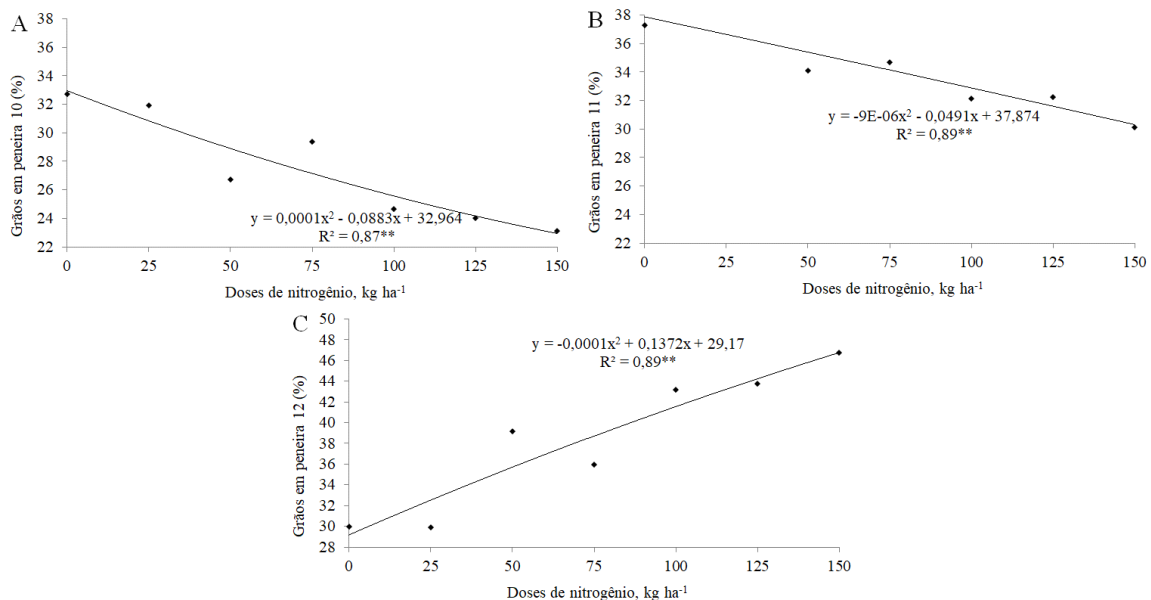 A
Grãos em peneira 10 (%)
38
36
34
32
30
28
26
24
22
y = 0,0001x² - 0,0883x + 32,964
R² = 0,87**
0 25 50 75 100 125 150
Doses de nitrogênio, kg ha⁻¹
B
Grãos em peneira 11 (%)
38
36
34
32
30
28
26
24
22
y = -9E-06x² - 0,0491x + 37,874
R² = 0,89**
0 25 50 75 100 125 150
Doses de nitrogênio, kg ha⁻¹
C
Grãos em peneira 12 (%)
50
48
46
44
42
40
38
36
34
32
30
28
y = -0,0001x² + 0,1372x + 29,17
R² = 0,89**
0 25 50 75 100 125 150
Doses de nitrogênio, kg ha⁻¹